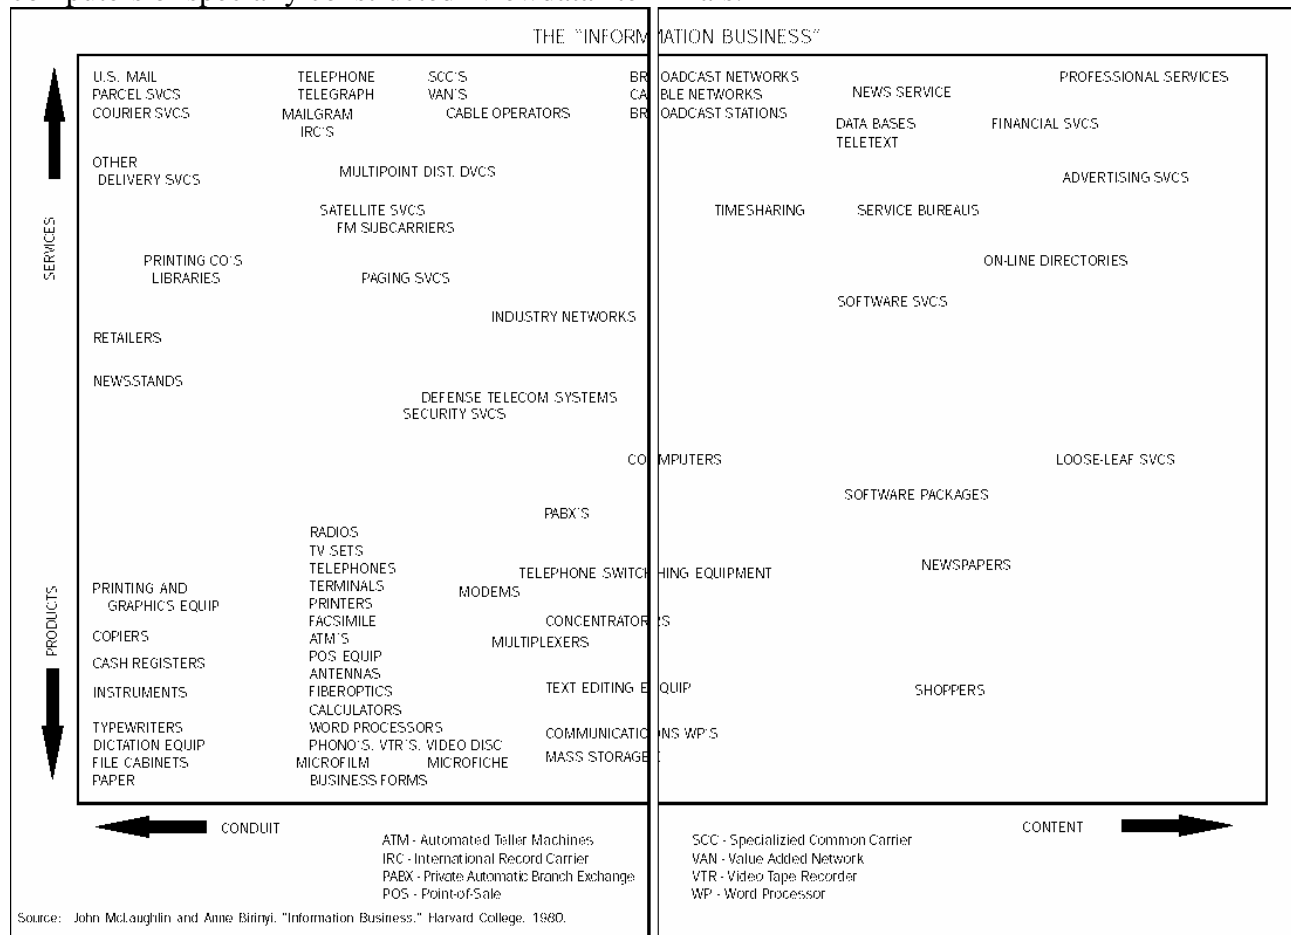 THE "INFORMATION BUSINESS"
U.S. MAIL TELEPHONE SCC'S BROADCAST NETWORKS PROFESSIONAL SERVICES
PARCEL SVCS TELEGRAPH VAN'S CABLE NETWORKS NEWS SERVICE
COURIER SVCS MAILGRAM CABLE OPERATORS BROADCAST STATIONS
IRC'S DATA BASES FINANCIAL SVCS
TELETEXT
OTHER
DELIVERY SVCS MULTIPOINT DIST. DVCS ADVERTISING SVCS
SATELLITE SVCS TIMESHARING SERVICE BUREAUS
FM SUBCARRIERS
SERVICES
PRINTING CO'S ON-LINE DIRECTORIES
LIBRARIES PAGING SVCS
SOFTWARE SVCS
INDUSTRY NETWORKS
RETAILERS
NEWSSTANDS
DEFENSE TELECOM SYSTEMS
SECURITY SVCS
COMPUTERS LOOSE-LEAF SVCS
SOFTWARE PACKAGES
PABX'S
RADIOS
TV SETS
TELEPHONES TELEPHONE SWITCHING EQUIPMENT NEWSPAPERS
PRINTING AND TERMINALS MODEMS
GRAPHICS EQUIP PRINTERS
PRODUCTS
FACSIMILE CONCENTRATORS
COPIERS ATM'S MULTIPLEXERS
CASH REGISTERS POS EQUIP
ANTENNAS
INSTRUMENTS FIBEROPTICS TEXT EDITING EQUIP SHOPPERS
CALCULATORS
TYPEWRITERS WORD PROCESSORS COMMUNICATIONS WP'S
DICTATION EQUIP PHONO'S, VTR'S, VIDEO DISC
FILE CABINETS MICROFILM MICROFICHE MASS STORAGE
PAPER BUSINESS FORMS
CONDUIT CONTENT
ATM - Automated Teller Machines SCC - Specializied Common Carrier
IRC - International Record Carrier VAN - Value Added Network
PABX - Private Automatic Branch Exchange VTR - Video Tape Recorder
POS - Point-of-Sale WP - Word Processor
Source: John McLaughlin and Anne Birinyi, "Information Business," Harvard College, 1980.